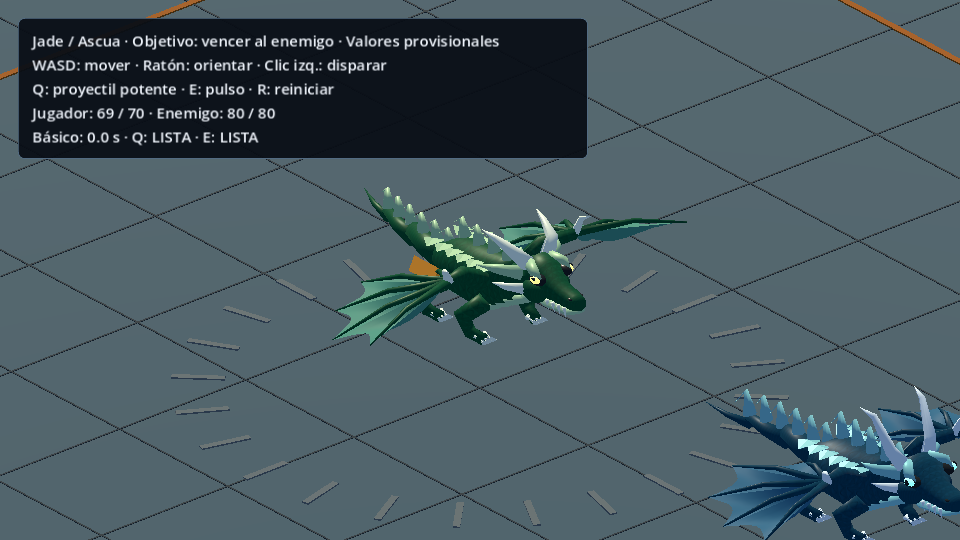 Jade / Ascua · Objetivo: vencer al enemigo · Valores provisionales
WASD: mover · Ratón: orientar · Clic izq.: disparar
Q: proyectil potente · E: pulso · R: reiniciar
Jugador: 69 / 70 · Enemigo: 80 / 80
Básico: 0.0 s · Q: LISTA · E: LISTA